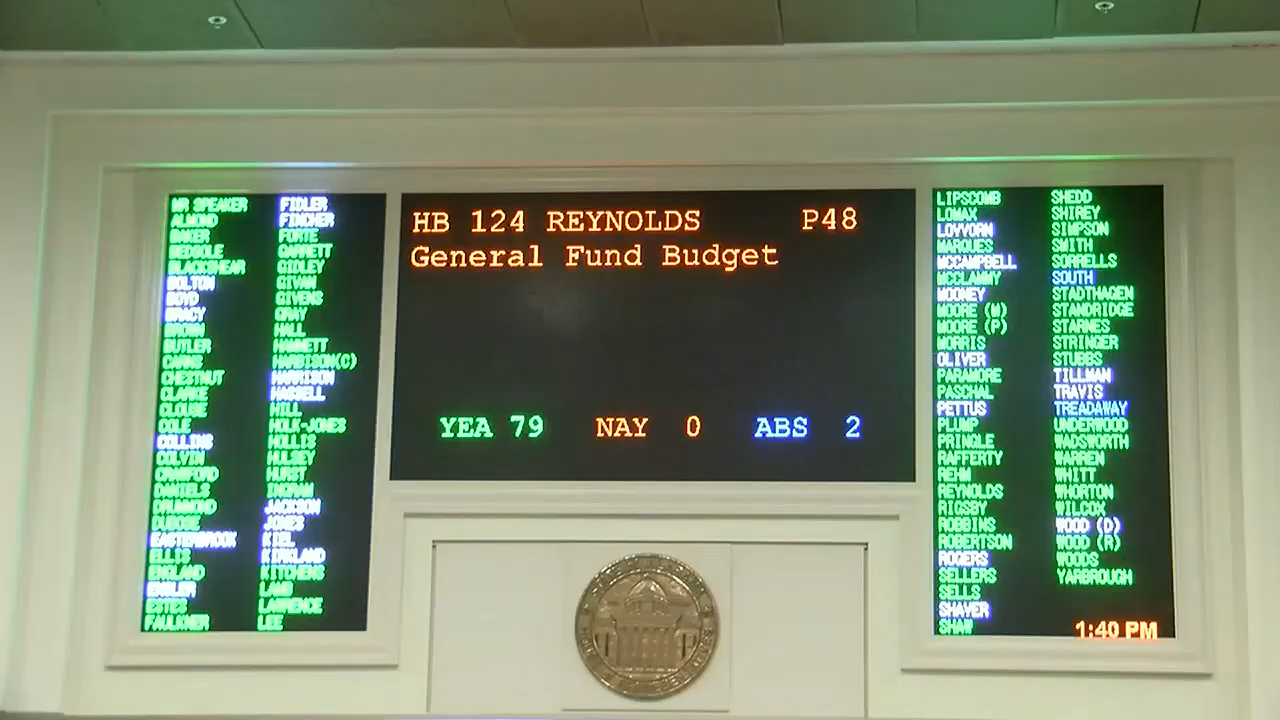 MR SPEAKER
ALMOND
BAKER
BEDSOLE
BLACKSHEAR
BOLTON
BOYD
BRACY
BROWN
BUTLER
CARNS
CHESTNUT
CLARKE
CLOUSE
COLE
COLLINS
COLVIN
CRAWFORD
DANIELS
DRUMMOND
DUBOSE
EASTERBROOK
ELLIS
ENGLAND
ENSLER
ESTES
FAULKNER
FIDLER
FINCHER
FORTE
GARRETT
GIDLEY
GIVAN
GIVENS
GRAY
HALL
HAMMETT
HARBISON(C)
HARRISON
HASSELL
HILL
HOLK-JONES
HOLLIS
HULSEY
HURST
INGRAM
JACKSON
JONES
KIEL
KIRKLAND
KITCHENS
LAMB
LAWRENCE
LEE
HB 124 REYNOLDS P48
General Fund Budget
YEA 79 NAY 0 ABS 2
LIPSCOMB
LOMAX
LOVVORN
MARQUES
MCCAMPBELL
MCCLAMMY
MOONEY
MOORE (M)
MOORE (P)
MORRIS
OLIVER
PARAMORE
PASCHAL
PETTUS
PLUMP
PRINGLE
RAFFERTY
REHM
REYNOLDS
RIGSBY
ROBBINS
ROBERTSON
ROGERS
SELLERS
SELLS
SHAVER
SHAW
SHEDD
SHIREY
SIMPSON
SMITH
SORRELLS
SOUTH
STADTHAGEN
STANDRIDGE
STARNES
STRINGER
STUBBS
TILLMAN
TRAVIS
TREADAWAY
UNDERWOOD
WADSWORTH
WARREN
WHITT
WHORTON
WILCOX
WOOD (D)
WOOD (R)
WOODS
YARBROUGH
1:40 PM